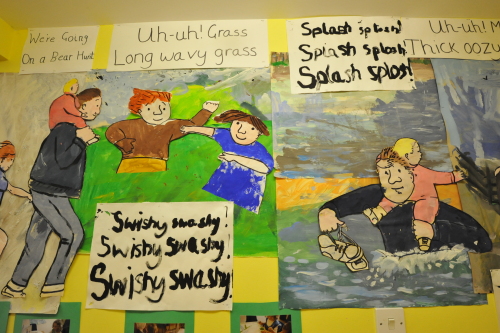 We're Going
On a Bear Hunt
Uh-uh! Grass
Long wavy grass
Swishy swashy!
Swishy swashy!
Swishy swashy!
Splash splosh!
Splash splosh!
Splash splosh!
Uh-uh!
Thick oozy